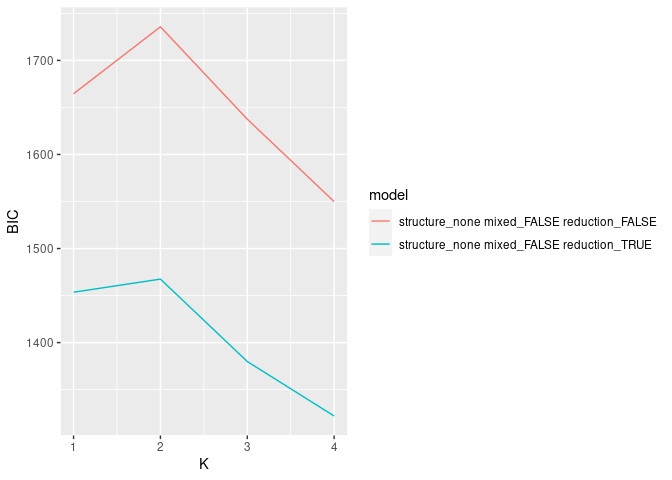 1700
1600
1500
1400
BIC
1 2 3 4
K
model
structure_none mixed_FALSE reduction_FALSE
structure_none mixed_FALSE reduction_TRUE